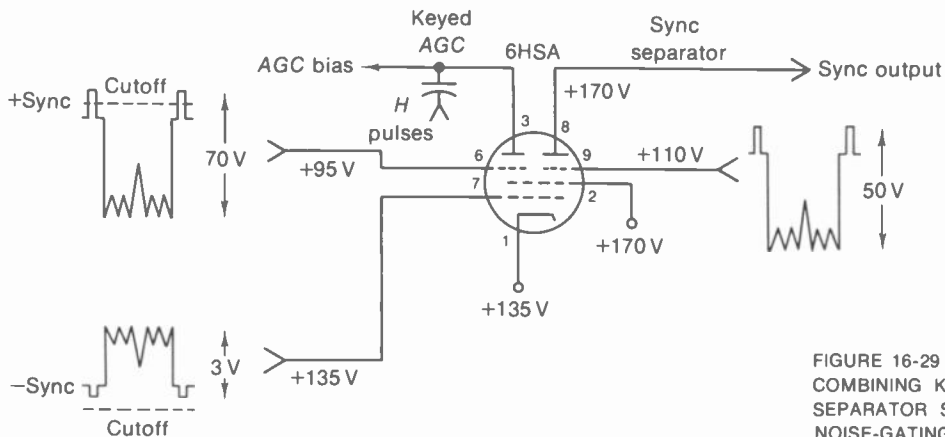 Keyed
AGC
6HSA
Sync
separator
AGC bias
Sync output
+170 V
H
pulses
3
8
+Sync
Cutoff
70 V
+95 V
6
9
7
2
+110 V
50 V
1
+170 V
+135 V
–Sync
3 V
+135 V
Cutoff
FIGURE 16-29
COMBINING K
SEPARATOR S
NOISE-GATING